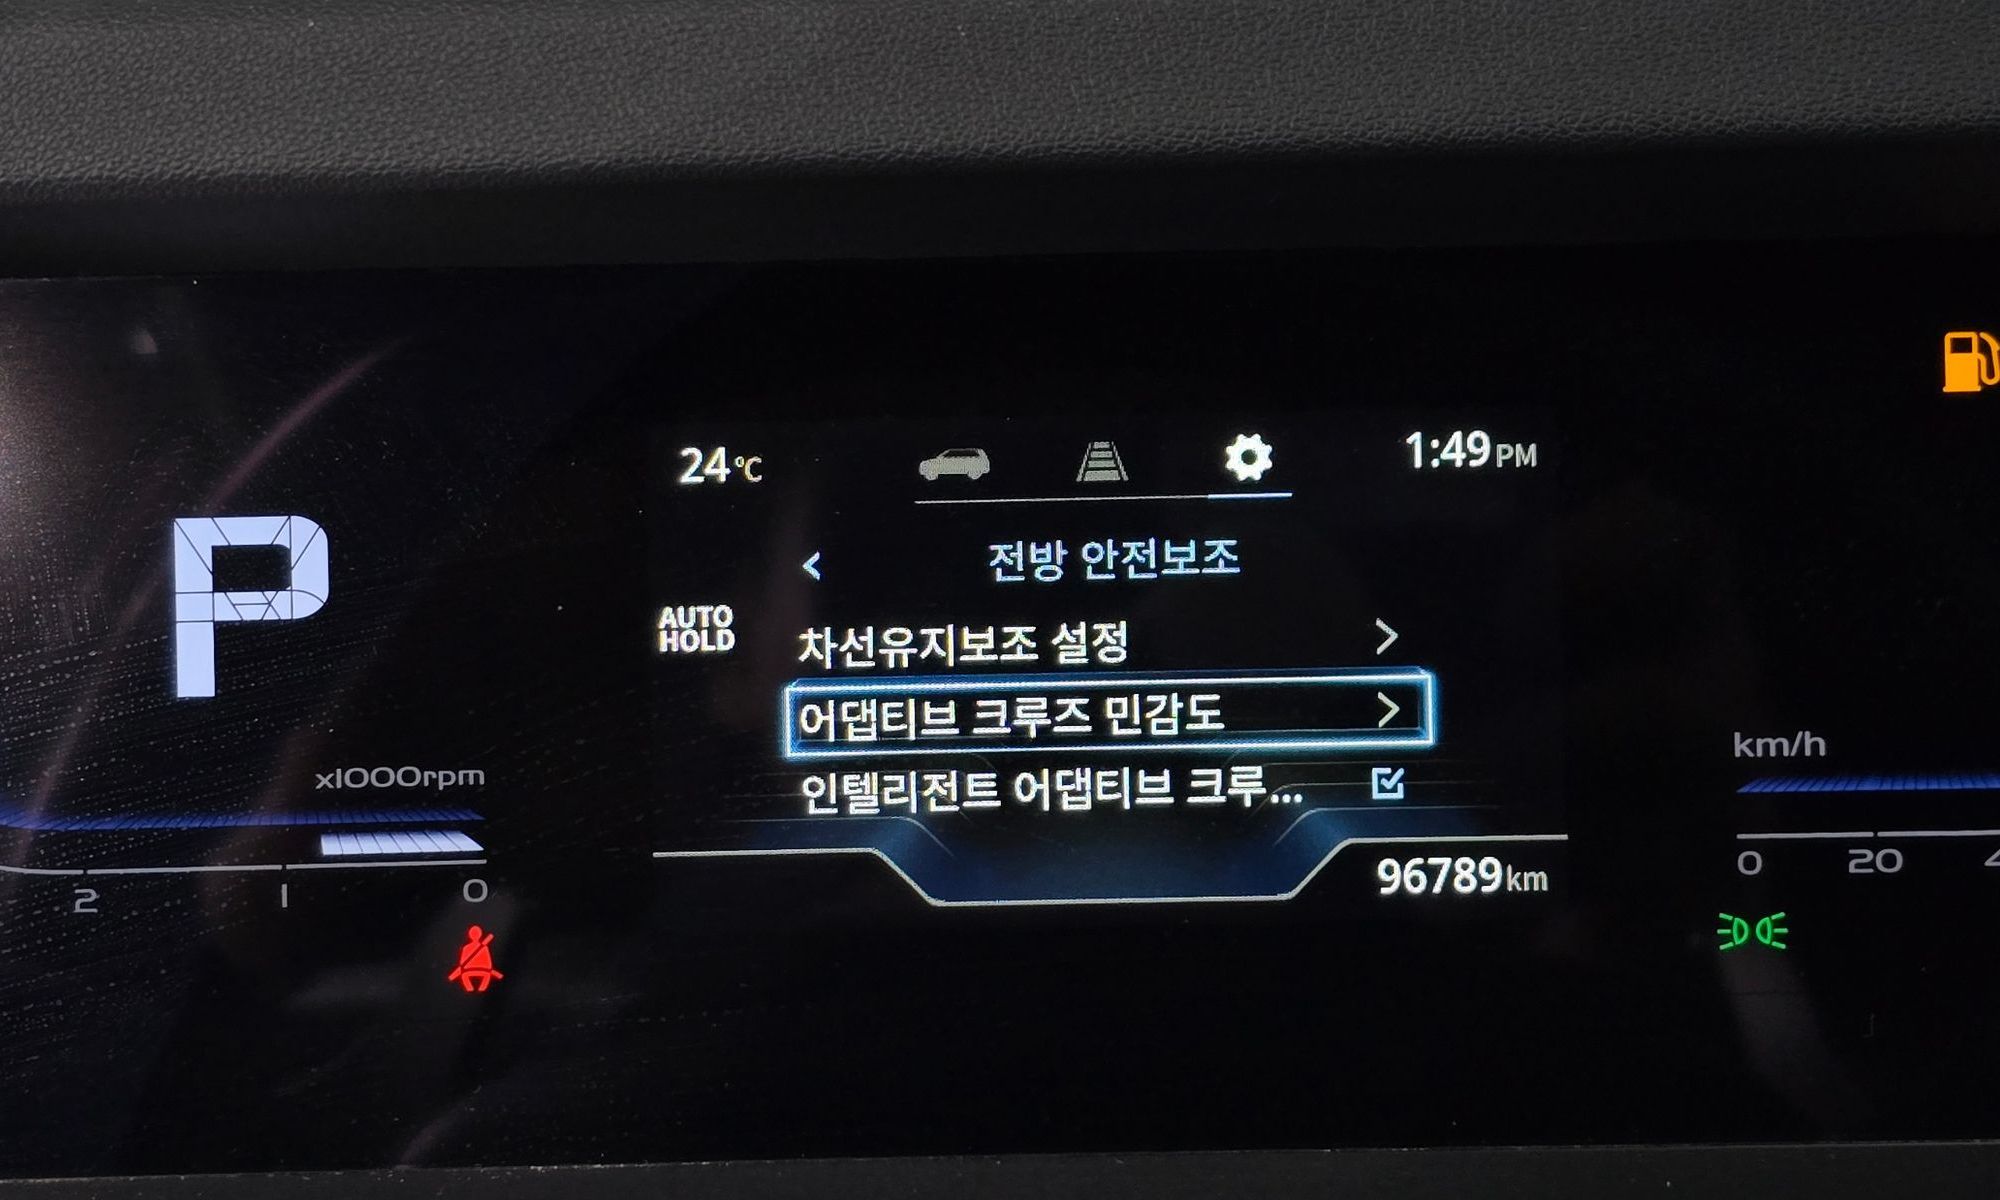 24°C
1:49PM
< 전방 안전보조
AUTO
HOLD
차선유지보조 설정 >
어댑티브 크루즈 민감도 >
인텔리전트 어댑티브 크루...
96789km
P
x1000rpm
2 1 0
km/h
0 20